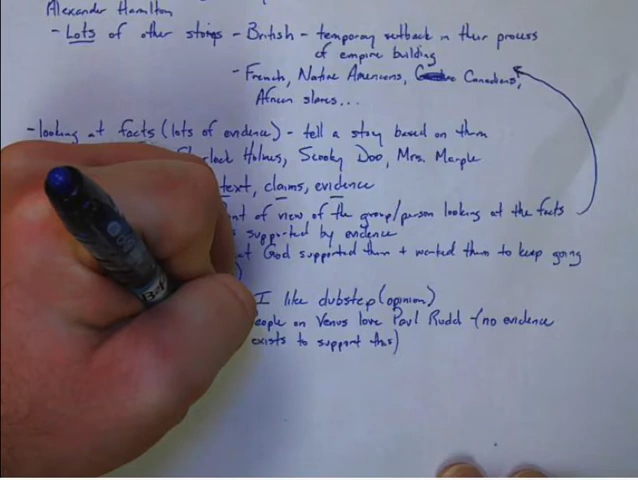 Alexander Hamilton
- Lots of other stories - British - temporary setback in their process
of empire building
- French, Native Americans, Canadians,
African slaves...
- looking at facts (lots of evidence) - tell a story based on them
Sherlock Holmes, Scooby Doo, Mrs. Marple
text, claims, evidence
of view of the group/person looking at the facts
supported by evidence
God supported them + wanted them to keep going
I like dubstep (opinion)
people on Venus love Paul Rudd - (no evidence
exists to support this)